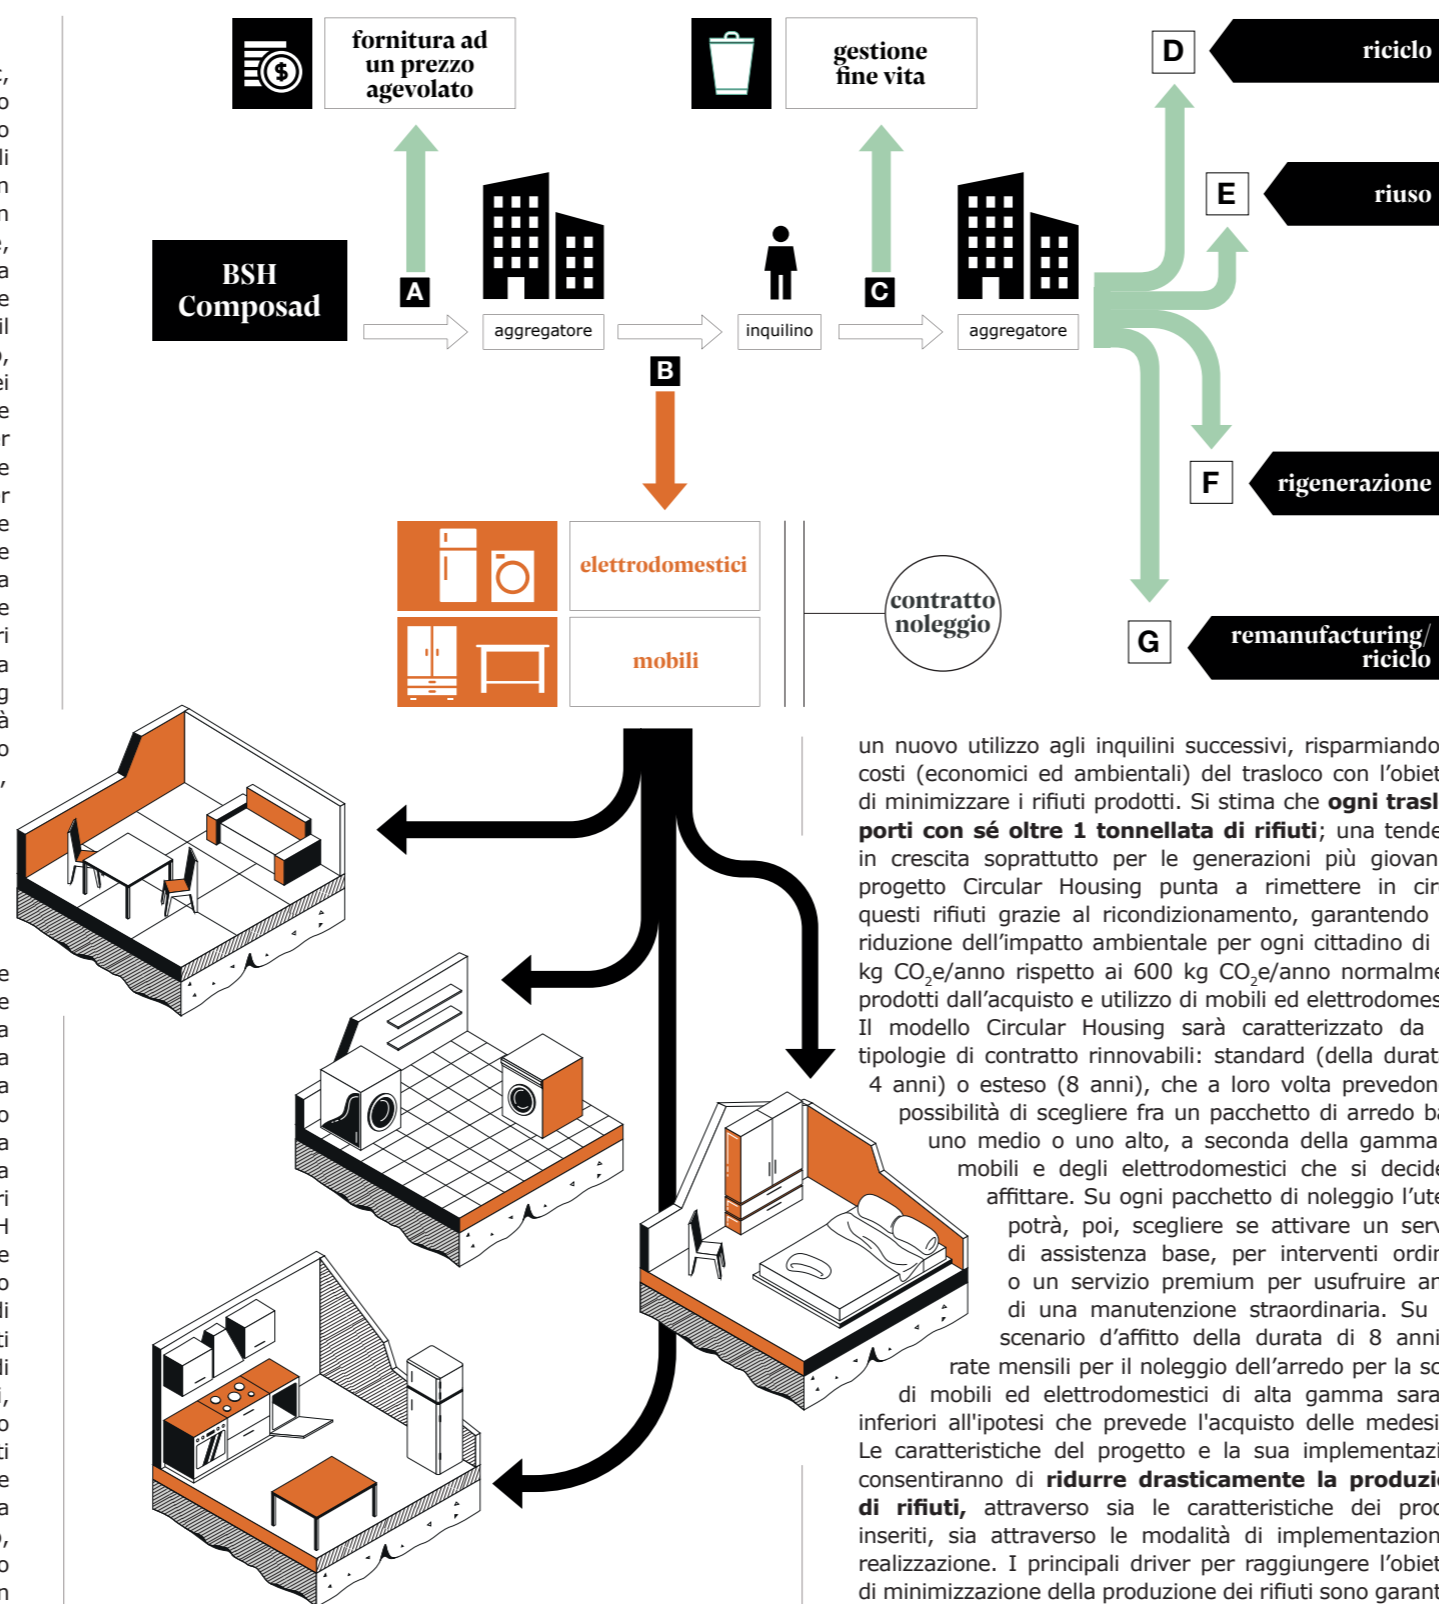 fornitura ad
un prezzo
agevolato
gestione
fine vita
D
riciclo
E
riuso
BSH
Composad
A
aggregatore
inquilino
C
aggregatore
B
F
rigenerazione
elettrodomestici
mobili
contratto
noleggio
G
remanufacturing/
riciclo
un nuovo utilizzo agli inquilini successivi, risparmiando
costi (economici ed ambientali) del trasloco con l’obiet
di minimizzare i rifiuti prodotti. Si stima che ogni trasl
porti con sé oltre 1 tonnellata di rifiuti; una tende
in crescita soprattutto per le generazioni più giovan
progetto Circular Housing punta a rimettere in cir
questi rifiuti grazie al ricondizionamento, garantendo
riduzione dell’impatto ambientale per ogni cittadino di
kg CO₂e/anno rispetto ai 600 kg CO₂e/anno normalme
prodotti dall’acquisto e utilizzo di mobili ed elettrodomes
Il modello Circular Housing sarà caratterizzato da
tipologie di contratto rinnovabili: standard (della durat
4 anni) o esteso (8 anni), che a loro volta prevedon
possibilità di scegliere fra un pacchetto di arredo ba
uno medio o uno alto, a seconda della gamma
mobili e degli elettrodomestici che si decide
affittare. Su ogni pacchetto di noleggio l’ute
potrà, poi, scegliere se attivare un serv
di assistenza base, per interventi ordin
o un servizio premium per usufruire an
di una manutenzione straordinaria. Su
scenario d’affitto della durata di 8 anni
rate mensili per il noleggio dell’arredo per la so
di mobili ed elettrodomestici di alta gamma sara
inferiori all'ipotesi che prevede l'acquisto delle medesi
Le caratteristiche del progetto e la sua implementazi
consentiranno di ridurre drasticamente la produzi
di rifiuti, attraverso sia le caratteristiche dei prod
inseriti, sia attraverso le modalità di implementazion
realizzazione. I principali driver per raggiungere l’obiet
di minimizzazione della produzione dei rifiuti sono garant